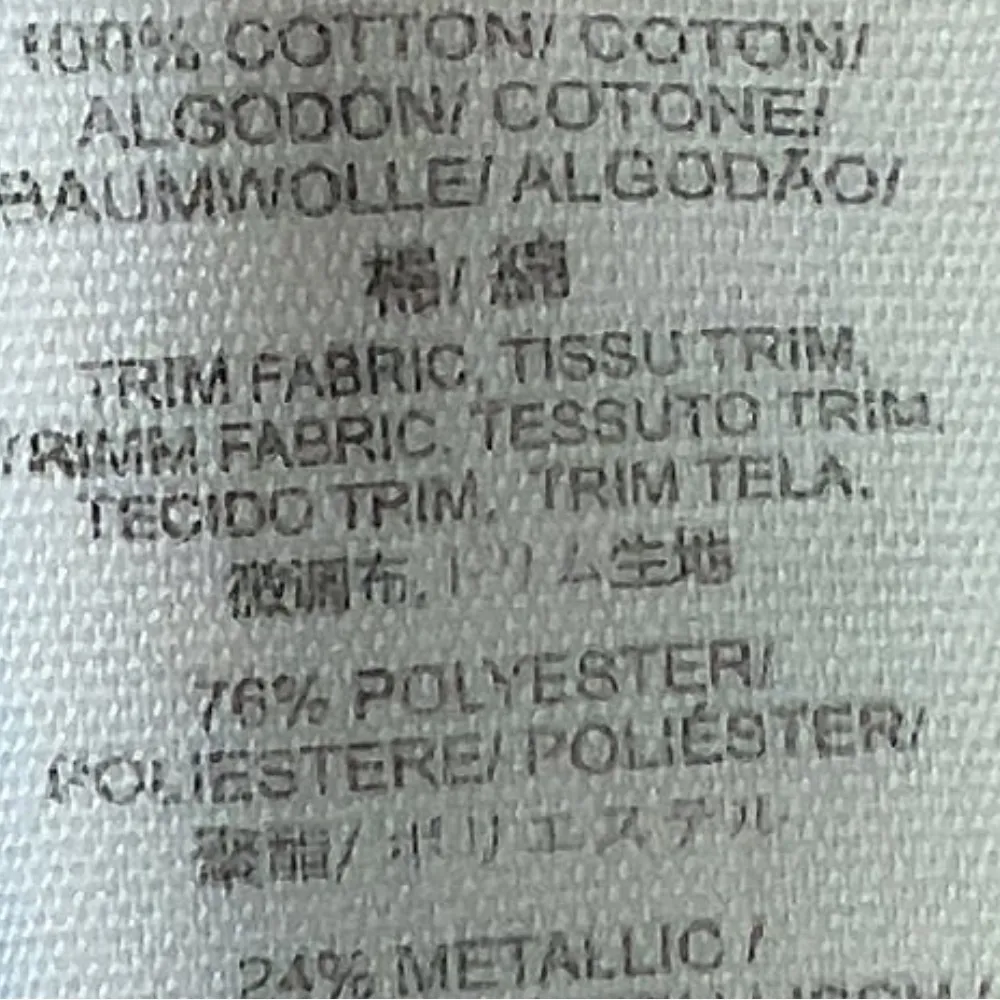 100% COTTON/ COTON/
ALGODÓN/ COTONE/
BAUMWOLLE/ ALGODÃO/
棉/ 綿
TRIM FABRIC, TISSU TRIM,
TRIMM FABRIC, TESSUTO TRIM,
TECIDO TRIM, TRIM TELA.
微调布, トリム生地
76% POLYESTER/
POLIESTERE/ POLIÉSTER/
聚酯/ ポリエステル
24% METALLIC /